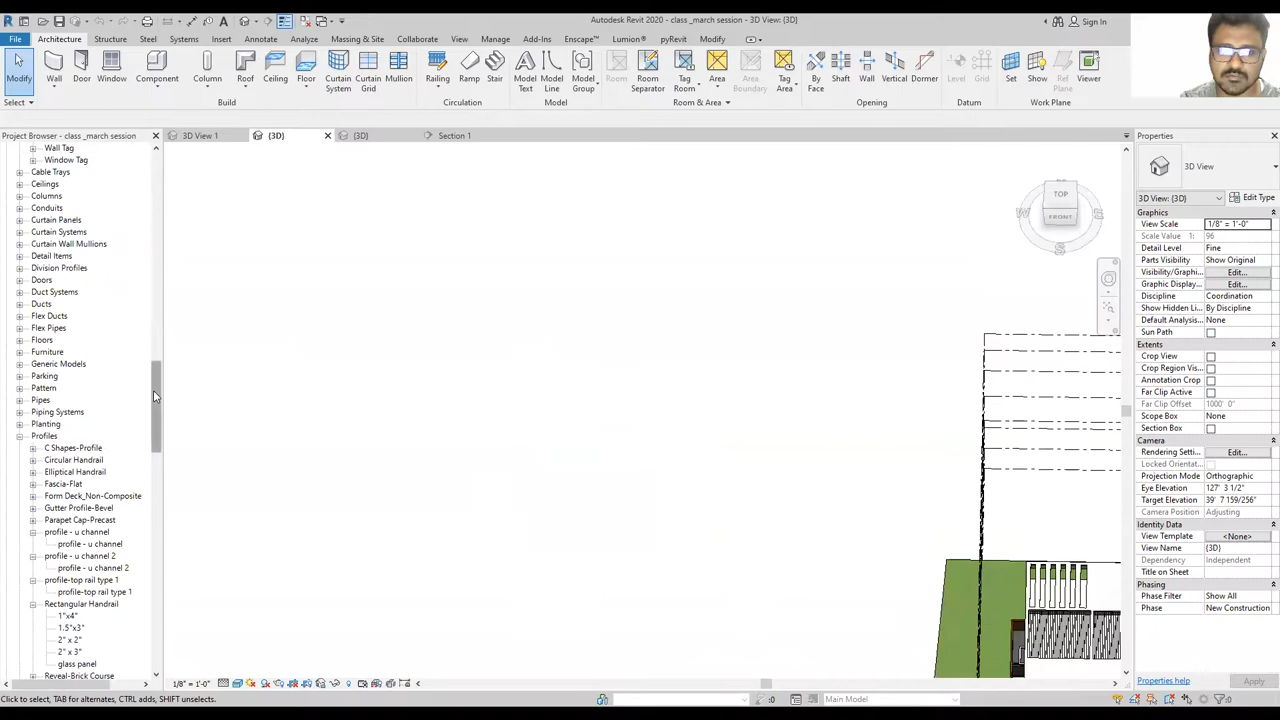 Autodesk Revit 2020 - class _march session - 3D View: {3D}
Sign In
File Architecture Structure Steel Systems Insert Annotate Analyze Massing & Site Collaborate View Manage Add-Ins Enscape™ Lumion® pyRevit Modify
Modify Wall Door Window Component Column Roof Ceiling Floor Curtain System Curtain Grid Mullion Railing Ramp Stair Model Text Model Line Model Group Room Room Separator Tag Room Area Area Boundary Tag Area By Face Shaft Wall Vertical Dormer Level Grid Set Show Ref Plane Viewer
Select Build Circulation Model Room & Area Opening Datum Work Plane
Project Browser - class _march session
3D View 1
{3D}
{3D}
Section 1
Properties
Wall Tag
Window Tag
Cable Trays
Ceilings
Columns
Conduits
Curtain Panels
Curtain Systems
Curtain Wall Mullions
Detail Items
Division Profiles
Doors
Duct Systems
Ducts
Flex Ducts
Flex Pipes
Floors
Furniture
Generic Models
Parking
Pattern
Pipes
Piping Systems
Planting
Profiles
C Shapes-Profile
Circular Handrail
Elliptical Handrail
Fascia-Flat
Form Deck_Non-Composite
Gutter Profile-Bevel
Parapet Cap-Precast
profile - u channel
profile - u channel
profile - u channel 2
profile - u channel 2
profile-top rail type 1
profile-top rail type 1
Rectangular Handrail
1"x4"
1.5"x3"
2" x 2"
2" x 3"
glass panel
Reveal-Brick Course
TOP
FRONT
W
E
S
3D View
3D View: {3D} Edit Type
Graphics
View Scale 1/8" = 1'-0"
Scale Value 1: 96
Detail Level Fine
Parts Visibility Show Original
Visibility/Graphi... Edit...
Graphic Display... Edit...
Discipline Coordination
Show Hidden Li... By Discipline
Default Analysis... None
Sun Path
Extents
Crop View
Crop Region Vis...
Annotation Crop
Far Clip Active
Far Clip Offset 1000' 0"
Scope Box None
Section Box
Camera
Rendering Setti... Edit...
Locked Orientat...
Projection Mode Orthographic
Eye Elevation 127' 3 1/2"
Target Elevation 39' 7 159/256"
Camera Position Adjusting
Identity Data
View Template <None>
View Name {3D}
Dependency Independent
Title on Sheet
Phasing
Phase Filter Show All
Phase New Construction
Properties help
Apply
1/8" = 1'-0"
Click to select, TAB for alternates, CTRL adds, SHIFT unselects.
:0
Main Model
:0